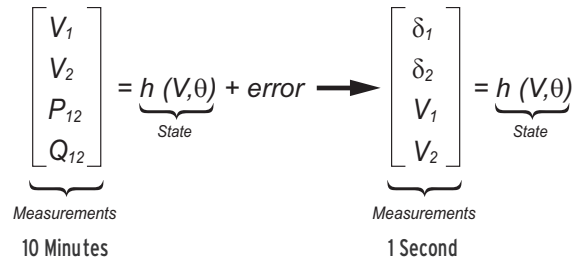 V1
V2
P12
Q12
= h (V,θ) + error
State
Measurements
10 Minutes
δ1
δ2
V1
V2
= h (V,θ)
State
Measurements
1 Second